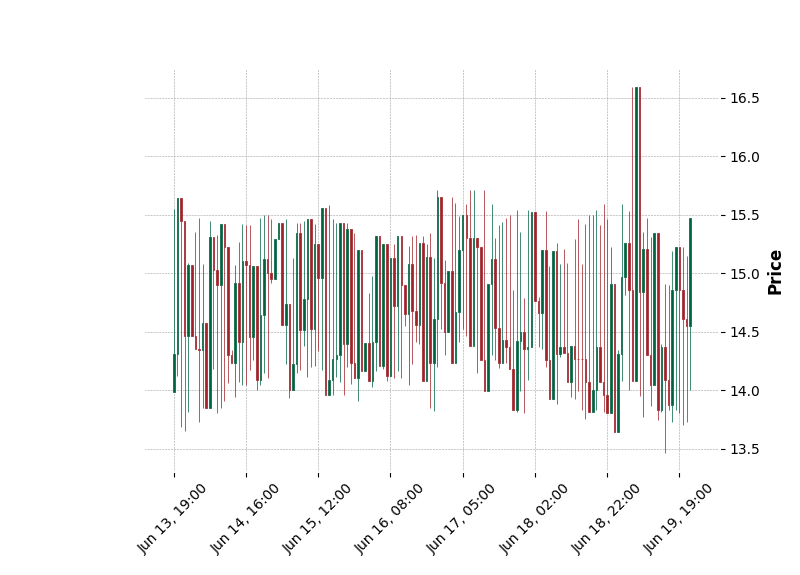 16.5
16.0
15.5
15.0
14.5
14.0
13.5
Price
Jun 13, 19:00
Jun 14, 16:00
Jun 15, 12:00
Jun 16, 08:00
Jun 17, 05:00
Jun 18, 02:00
Jun 18, 22:00
Jun 19, 19:00